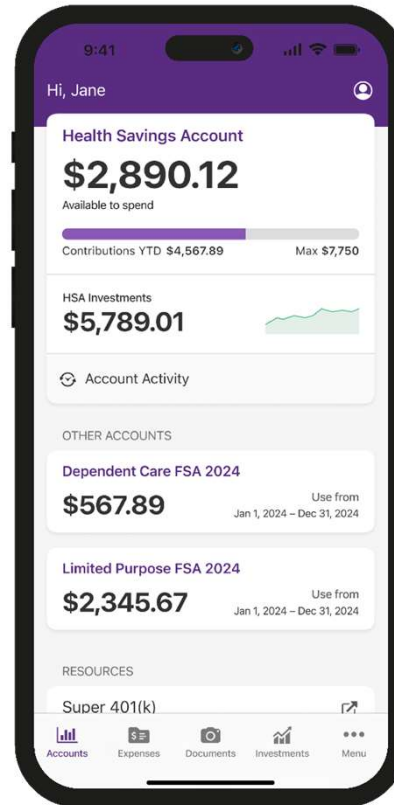 9:41
Hi, Jane
Health Savings Account
$2,890.12
Available to spend
Contributions YTD $4,567.89 Max $7,750
HSA Investments
$5,789.01
Account Activity
OTHER ACCOUNTS
Dependent Care FSA 2024
$567.89
Use from
Jan 1, 2024 – Dec 31, 2024
Limited Purpose FSA 2024
$2,345.67
Use from
Jan 1, 2024 – Dec 31, 2024
RESOURCES
Super 401(k)
Accounts Expenses Documents Investments Menu